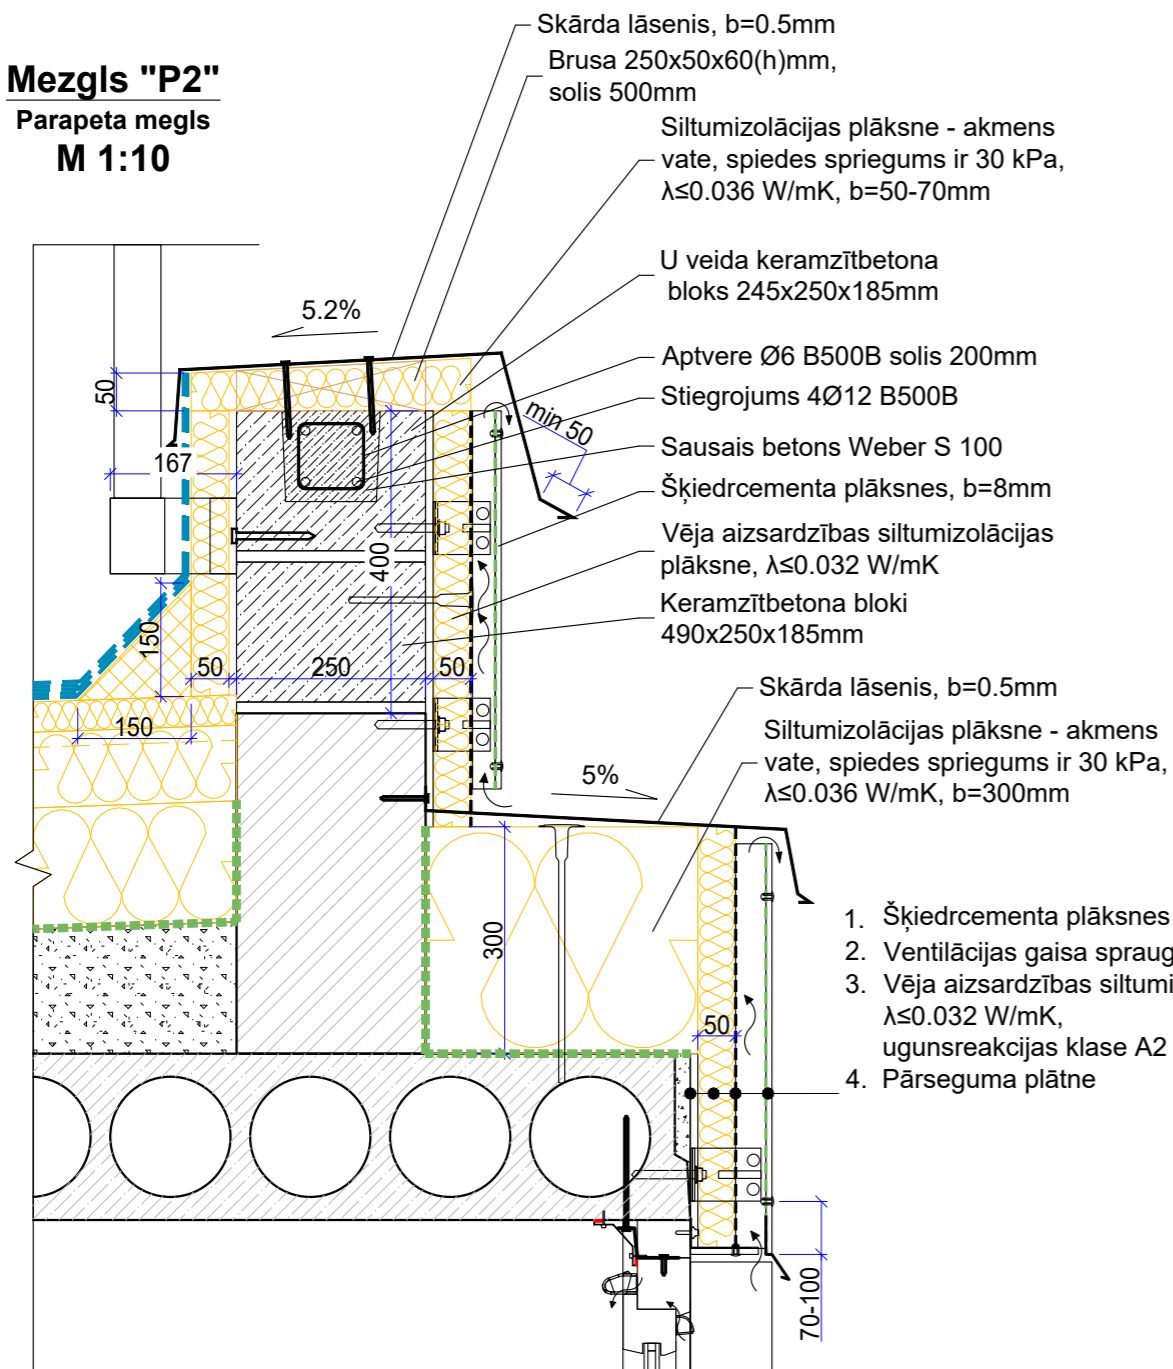 Mezgls "P2"
Parapeta megls
M 1:10
Skārda lāsenis, b=0.5mm
Brusa 250x50x60(h)mm,
solis 500mm
Siltumizolācijas plāksne - akmens
vate, spiedes spriegums ir 30 kPa,
λ≤0.036 W/mK, b=50-70mm
U veida keramzītbetona
bloks 245x250x185mm
Aptvere Ø6 B500B solis 200mm
Stiegrojums 4Ø12 B500B
Sausais betons Weber S 100
Šķiedrcementa plāksnes, b=8mm
Vēja aizsardzības siltumizolācijas
plāksne, λ≤0.032 W/mK
Keramzītbetona bloki
490x250x185mm
Skārda lāsenis, b=0.5mm
Siltumizolācijas plāksne - akmens
vate, spiedes spriegums ir 30 kPa,
λ≤0.036 W/mK, b=300mm
1. Šķiedrcementa plāksnes
2. Ventilācijas gaisa spraug
3. Vēja aizsardzības siltumi
λ≤0.032 W/mK,
ugunsreakcijas klase A2
4. Pārseguma plātne
5.2%
50
167
min 50
400
150
50
250
50
150
5%
300
50
70-100